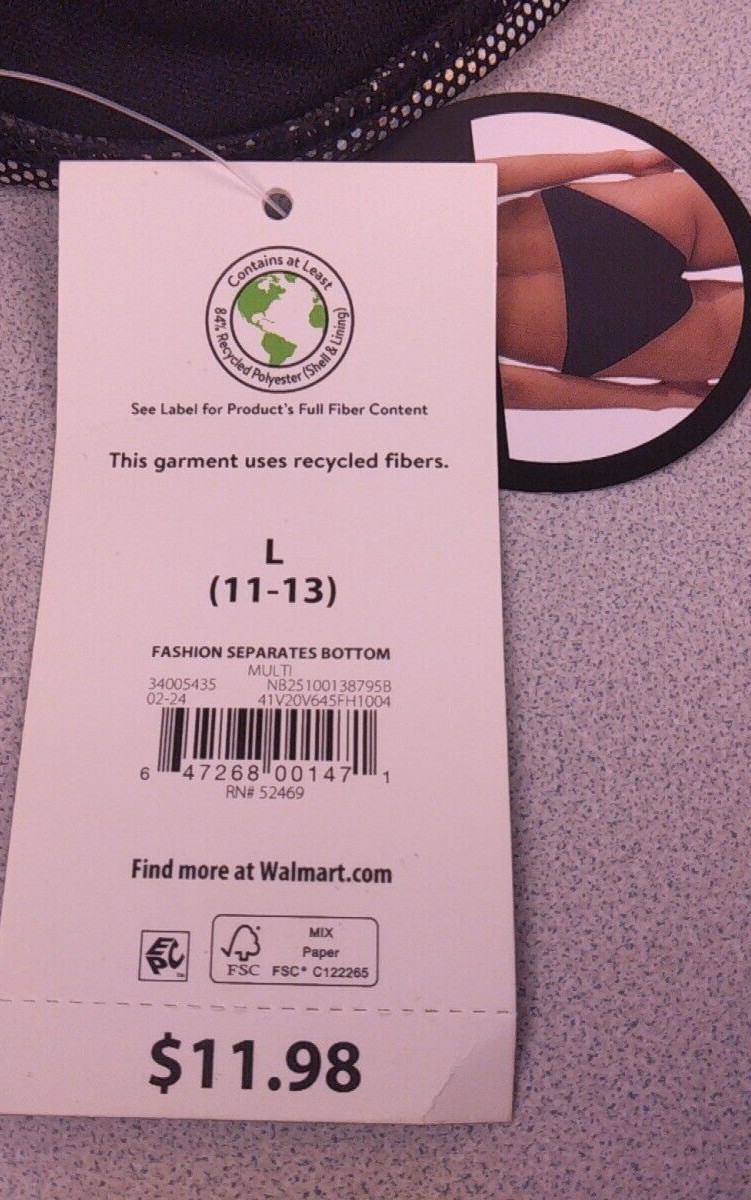 Contains at Least
84% Recycled Polyester (Shell & Lining)
See Label for Product's Full Fiber Content
This garment uses recycled fibers.
L
(11-13)
FASHION SEPARATES BOTTOM
MULTI
34005435 NB25100138795B
02-24 41V20V645FH1004
6 47268 00147 1
RN# 52469
Find more at Walmart.com
EPC
MIX
Paper
FSC FSC® C122265
$11.98